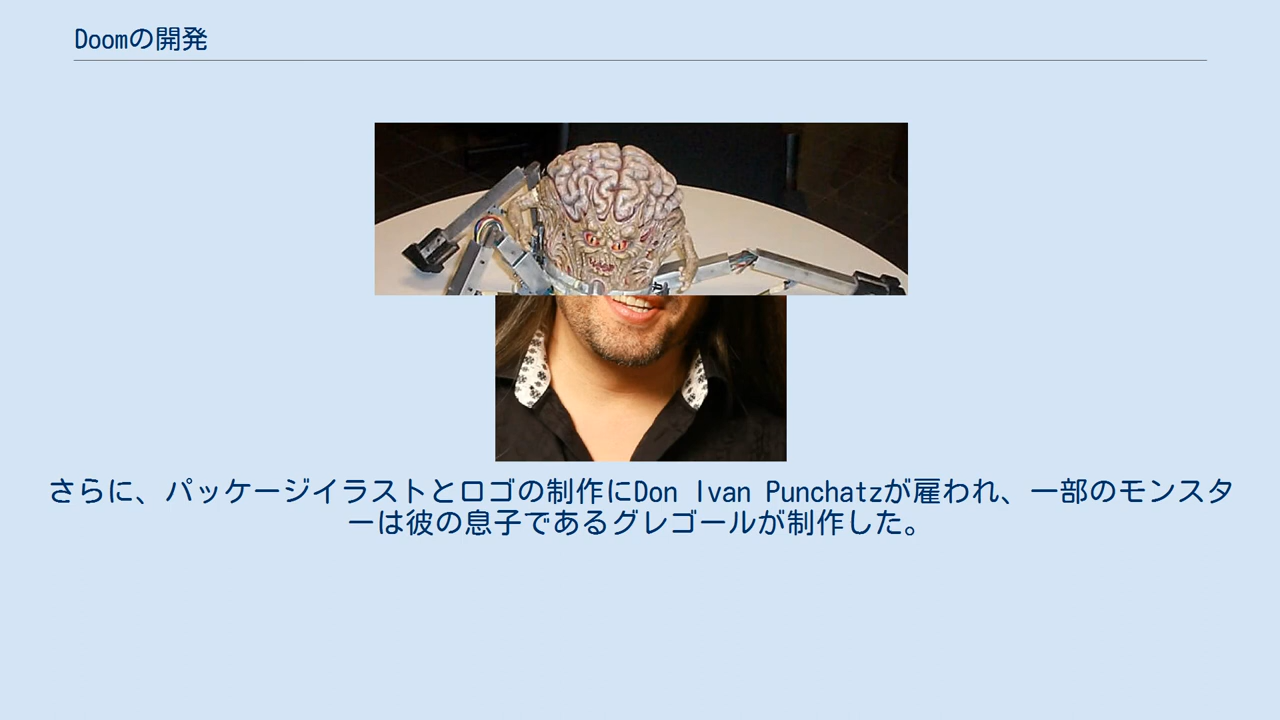 Doomの開発
さらに、パッケージイラストとロゴの制作にDon Ivan Punchatzが雇われ、一部のモンスタ
ーは彼の息子であるグレゴールが制作した。